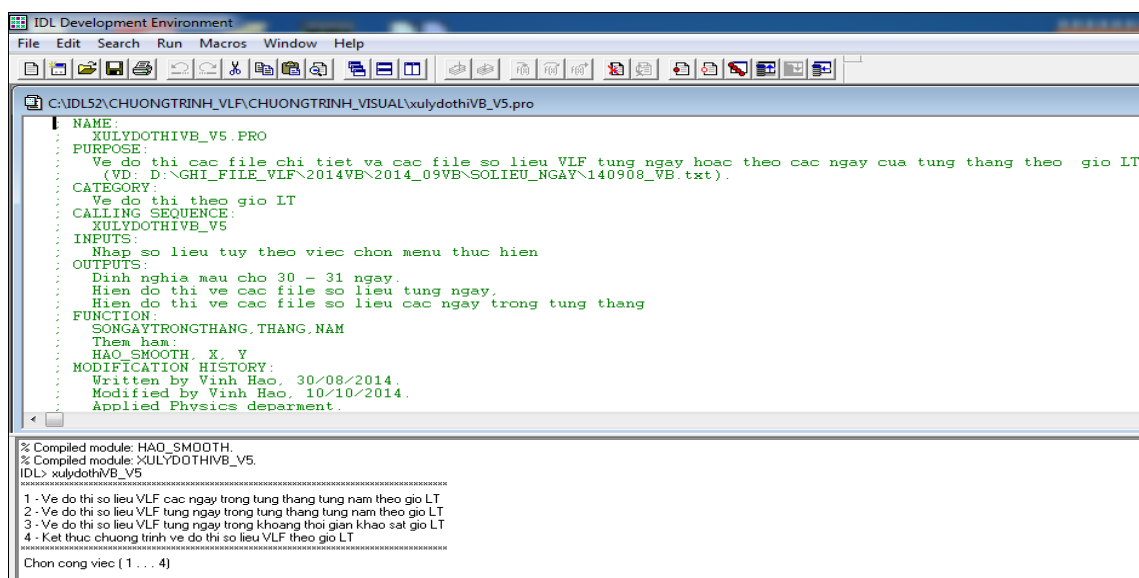 IDL Development Environment
File Edit Search Run Macros Window Help
C:\IDL52\CHUONGTRINH_VLF\CHUONGTRINH_VISUAL\xulydothiVB_V5.pro
; NAME:
; XULYDOTHIVB_V5.PRO
; PURPOSE:
; Ve do thi cac file chi tiet va cac file so lieu VLF tung ngay hoac theo cac ngay cua tung thang theo gio LT
; (VD: D:\GHI_FILE_VLF\2014VB\2014_09VB\SOLIEU_NGAY\140908_VB.txt).
; CATEGORY:
; Ve do thi theo gio LT
; CALLING SEQUENCE:
; XULYDOTHIVB_V5
; INPUTS:
; Nhap so lieu tuy theo viec chon menu thuc hien
; OUTPUTS:
; Dinh nghia mau cho 30 - 31 ngay.
; Hien do thi ve cac file so lieu tung ngay,
; Hien do thi ve cac file so lieu cac ngay trong tung thang
; FUNCTION:
; SONGAYTRONGTHANG,THANG,NAM
; Them ham:
; HAO_SMOOTH, X, Y
; MODIFICATION HISTORY:
; Written by Vinh Hao, 30/08/2014.
; Modified by Vinh Hao, 10/10/2014.
; Applied Physics deparment.
% Compiled module: HAO_SMOOTH.
% Compiled module: XULYDOTHIVB_V5.
IDL> xulydothiVB_V5
1 - Ve do thi so lieu VLF cac ngay trong tung thang tung nam theo gio LT
2 - Ve do thi so lieu VLF tung ngay trong tung thang tung nam theo gio LT
3 - Ve do thi so lieu VLF tung ngay trong khoang thoi gian khao sat gio LT
4 - Ket thuc chuong trinh ve do thi so lieu VLF theo gio LT
Chon cong viec ( 1 . . . 4)